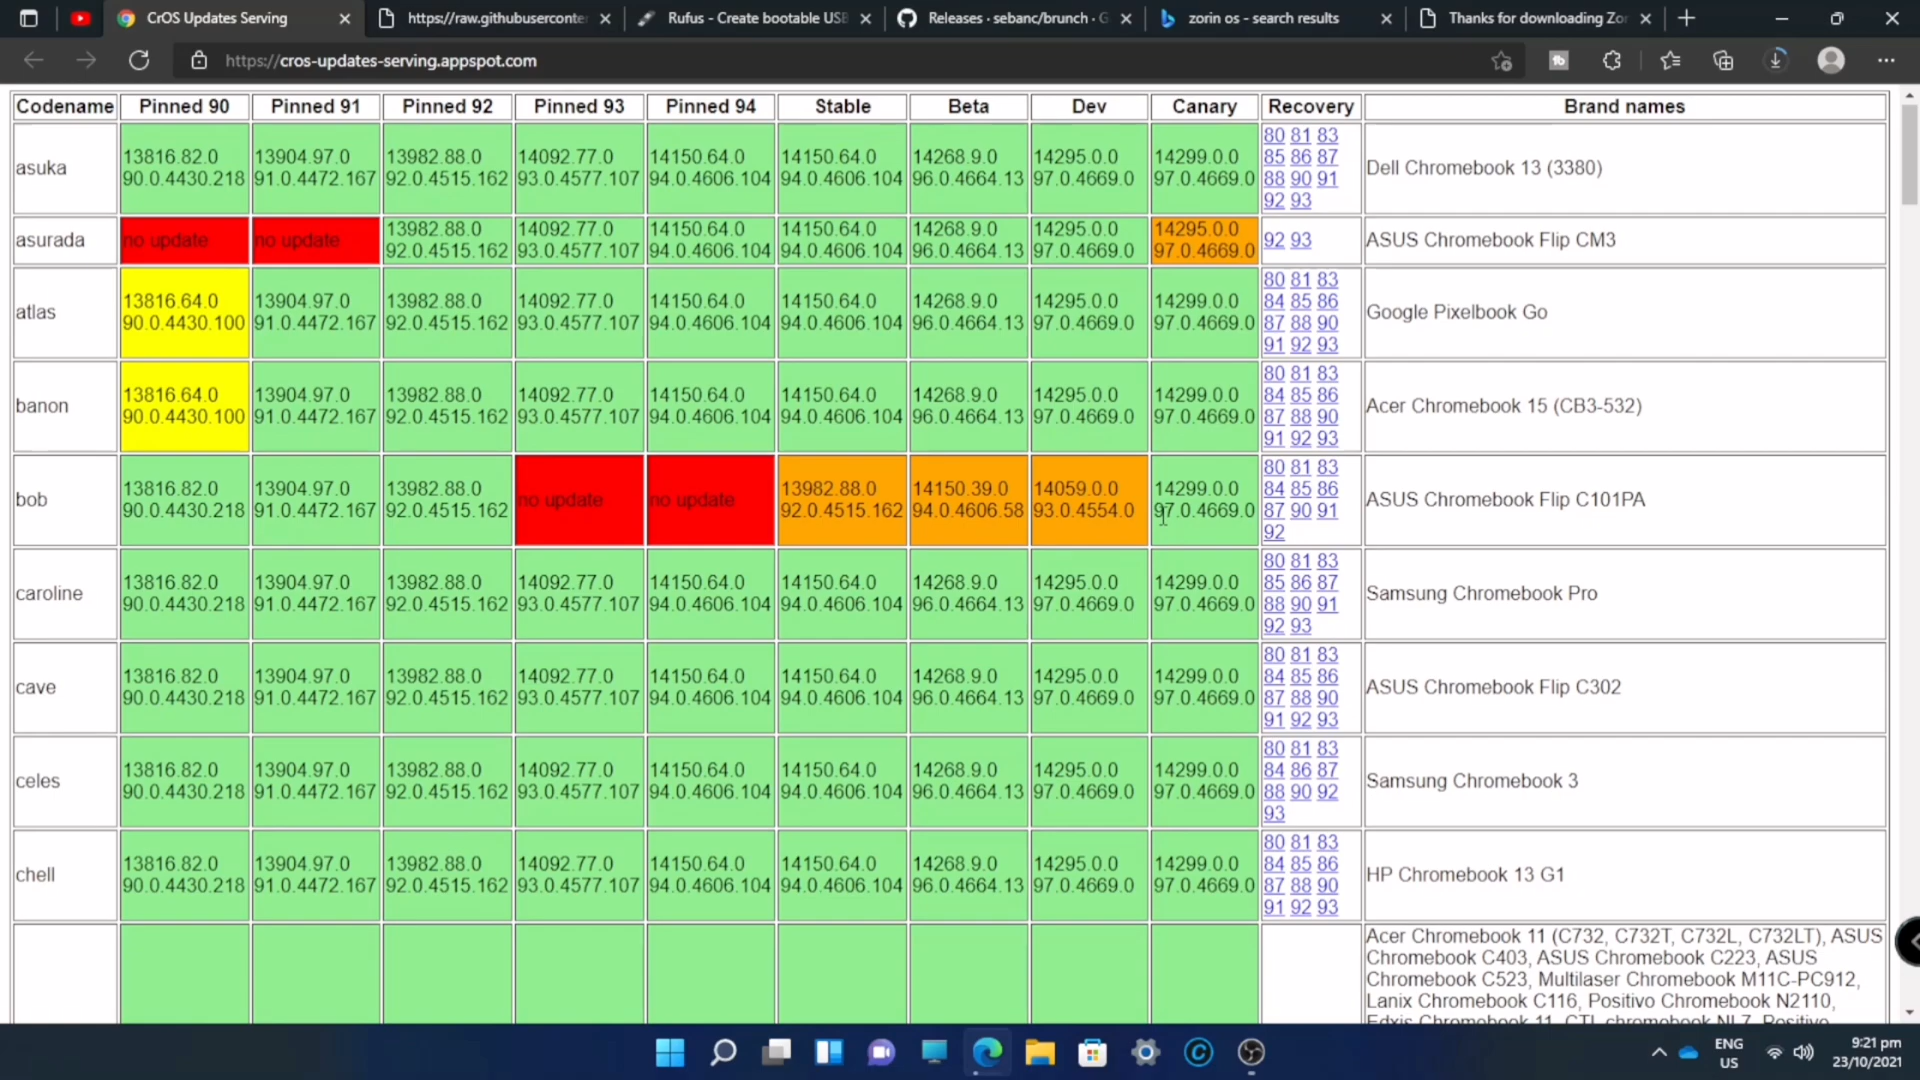 CrOS Updates Serving
https://raw.githubuserconte
Rufus - Create bootable USB
Releases · sebanc/brunch · G
zorin os - search results
Thanks for downloading Zor
https://cros-updates-serving.appspot.com
Codename Pinned 90 Pinned 91 Pinned 92 Pinned 93 Pinned 94 Stable Beta Dev Canary Recovery Brand names
80 81 83
13816.82.0 13904.97.0 13982.88.0 14092.77.0 14150.64.0 14150.64.0 14268.9.0 14295.0.0 14299.0.0 85 86 87
asuka Dell Chromebook 13 (3380)
90.0.4430.218 91.0.4472.167 92.0.4515.162 93.0.4577.107 94.0.4606.104 94.0.4606.104 96.0.4664.13 97.0.4669.0 97.0.4669.0 88 90 91
92 93
13982.88.0 14092.77.0 14150.64.0 14150.64.0 14268.9.0 14295.0.0 14295.0.0
asurada no update no update 92 93 ASUS Chromebook Flip CM3
92.0.4515.162 93.0.4577.107 94.0.4606.104 94.0.4606.104 96.0.4664.13 97.0.4669.0 97.0.4669.0
80 81 83
13816.64.0 13904.97.0 13982.88.0 14092.77.0 14150.64.0 14150.64.0 14268.9.0 14295.0.0 14299.0.0 84 85 86
atlas Google Pixelbook Go
90.0.4430.100 91.0.4472.167 92.0.4515.162 93.0.4577.107 94.0.4606.104 94.0.4606.104 96.0.4664.13 97.0.4669.0 97.0.4669.0 87 88 90
91 92 93
80 81 83
13816.64.0 13904.97.0 13982.88.0 14092.77.0 14150.64.0 14150.64.0 14268.9.0 14295.0.0 14299.0.0 84 85 86
banon Acer Chromebook 15 (CB3-532)
90.0.4430.100 91.0.4472.167 92.0.4515.162 93.0.4577.107 94.0.4606.104 94.0.4606.104 96.0.4664.13 97.0.4669.0 97.0.4669.0 87 88 90
91 92 93
80 81 83
13816.82.0 13904.97.0 13982.88.0 13982.88.0 14150.39.0 14059.0.0 14299.0.0 84 85 86
bob no update no update ASUS Chromebook Flip C101PA
90.0.4430.218 91.0.4472.167 92.0.4515.162 92.0.4515.162 94.0.4606.58 93.0.4554.0 97.0.4669.0 87 90 91
92
80 81 83
13816.82.0 13904.97.0 13982.88.0 14092.77.0 14150.64.0 14150.64.0 14268.9.0 14295.0.0 14299.0.0 85 86 87
caroline Samsung Chromebook Pro
90.0.4430.218 91.0.4472.167 92.0.4515.162 93.0.4577.107 94.0.4606.104 94.0.4606.104 96.0.4664.13 97.0.4669.0 97.0.4669.0 88 90 91
92 93
80 81 83
13816.82.0 13904.97.0 13982.88.0 14092.77.0 14150.64.0 14150.64.0 14268.9.0 14295.0.0 14299.0.0 84 85 86
cave ASUS Chromebook Flip C302
90.0.4430.218 91.0.4472.167 92.0.4515.162 93.0.4577.107 94.0.4606.104 94.0.4606.104 96.0.4664.13 97.0.4669.0 97.0.4669.0 87 88 90
91 92 93
80 81 83
13816.82.0 13904.97.0 13982.88.0 14092.77.0 14150.64.0 14150.64.0 14268.9.0 14295.0.0 14299.0.0 84 86 87
celes Samsung Chromebook 3
90.0.4430.218 91.0.4472.167 92.0.4515.162 93.0.4577.107 94.0.4606.104 94.0.4606.104 96.0.4664.13 97.0.4669.0 97.0.4669.0 88 90 92
93
80 81 83
13816.82.0 13904.97.0 13982.88.0 14092.77.0 14150.64.0 14150.64.0 14268.9.0 14295.0.0 14299.0.0 84 85 86
chell HP Chromebook 13 G1
90.0.4430.218 91.0.4472.167 92.0.4515.162 93.0.4577.107 94.0.4606.104 94.0.4606.104 96.0.4664.13 97.0.4669.0 97.0.4669.0 87 88 90
91 92 93
Acer Chromebook 11 (C732, C732T, C732L, C732LT), ASUS
Chromebook C403, ASUS Chromebook C223, ASUS
Chromebook C523, Multilaser Chromebook M11C-PC912,
Lanix Chromebook C116, Positivo Chromebook N2110,
Edxis Chromebook 11, CTL chromebook NL7, Positivo
ENG
US
9:21 pm
23/10/2021